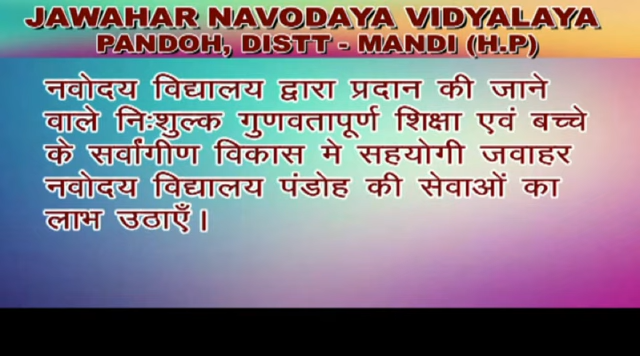 JAWAHAR NAVODAYA VIDYALAYA
PANDOH, DISTT - MANDI (H.P)
नवोदय विद्यालय द्वारा प्रदान की जाने
वाले निःशुल्क गुणवतापूर्ण शिक्षा एवं बच्चे
के सर्वांगीण विकास मे सहयोगी जवाहर
नवोदय विद्यालय पंडोह की सेवाओं का
लाभ उठाएँ।